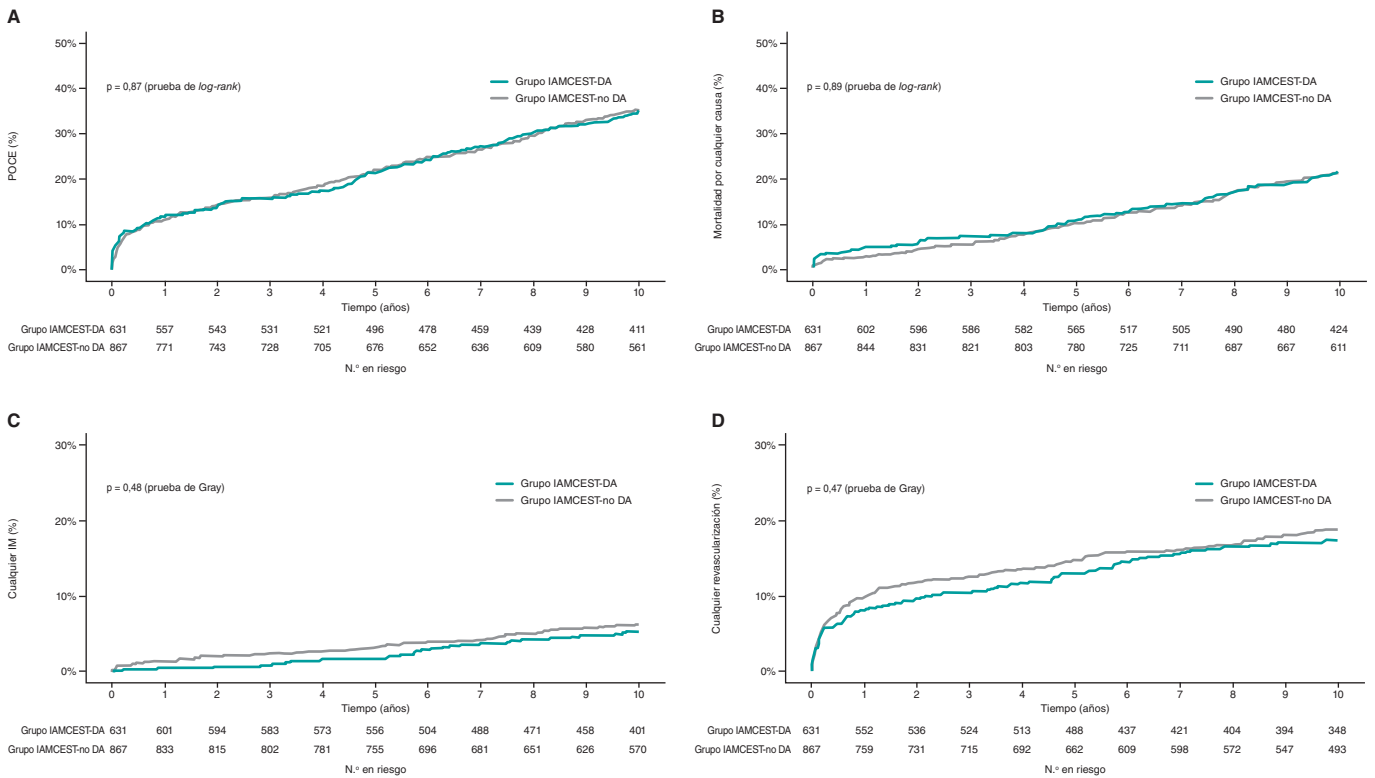 A
50%
40%
30%
20%
10%
0%
POCE (%)
p = 0,87 (prueba de log-rank)
Grupo IAMCEST-DA
Grupo IAMCEST-no DA
0 1 2 3 4 5 6 7 8 9 10
Tiempo (años)
Grupo IAMCEST-DA 631 557 543 531 521 496 478 459 439 428 411
Grupo IAMCEST-no DA 867 771 743 728 705 676 652 636 609 580 561
N.° en riesgo
B
50%
40%
30%
20%
10%
0%
Mortalidad por cualquier causa (%)
p = 0,89 (prueba de log-rank)
Grupo IAMCEST-DA
Grupo IAMCEST-no DA
0 1 2 3 4 5 6 7 8 9 10
Tiempo (años)
Grupo IAMCEST-DA 631 602 596 586 582 565 517 505 490 480 424
Grupo IAMCEST-no DA 867 844 831 821 803 780 725 711 687 667 611
N.° en riesgo
C
30%
20%
10%
0%
Cualquier IM (%)
p = 0,48 (prueba de Gray)
Grupo IAMCEST-DA
Grupo IAMCEST-no DA
0 1 2 3 4 5 6 7 8 9 10
Tiempo (años)
Grupo IAMCEST-DA 631 601 594 583 573 556 504 488 471 458 401
Grupo IAMCEST-no DA 867 833 815 802 781 755 696 681 651 626 570
N.° en riesgo
D
30%
20%
10%
0%
Cualquier revascularización (%)
p = 0,47 (prueba de Gray)
Grupo IAMCEST-DA
Grupo IAMCEST-no DA
0 1 2 3 4 5 6 7 8 9 10
Tiempo (años)
Grupo IAMCEST-DA 631 552 536 524 513 488 437 421 404 394 348
Grupo IAMCEST-no DA 867 759 731 715 692 662 609 598 572 547 493
N.° en riesgo